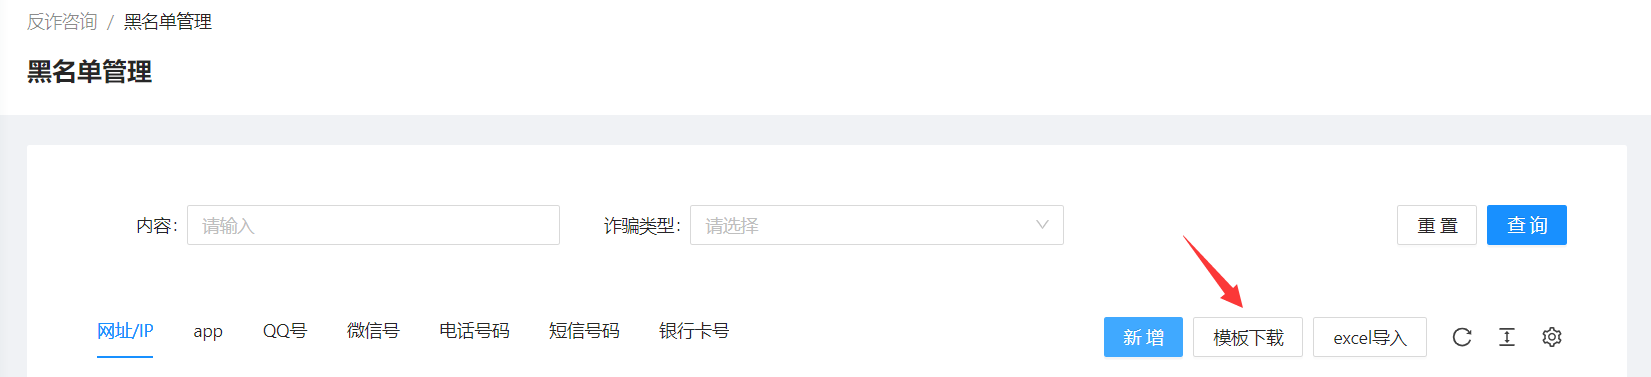 反诈咨询 / 黑名单管理
黑名单管理
内容: 请输入 诈骗类型: 请选择 重 置 查 询
网址/IP app QQ号 微信号 电话号码 短信号码 银行卡号 新 增 模板下载 excel导入